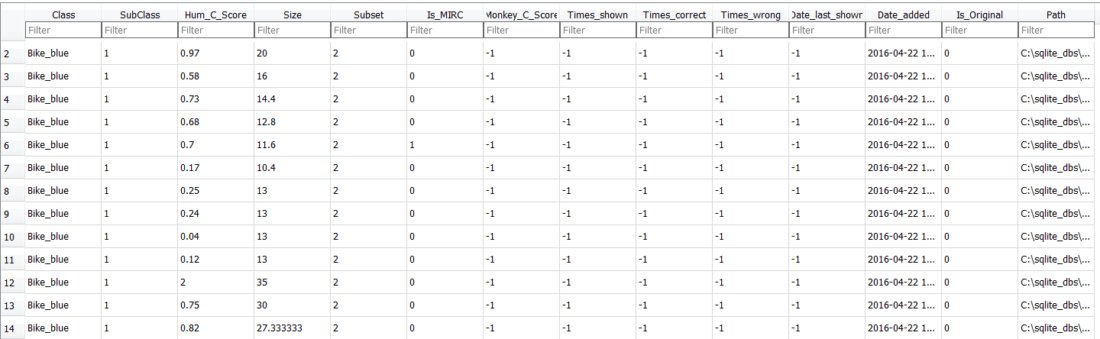 Class SubClass Hum_C_Score Size Subset Is_MIRC Monkey_C_Score Times_shown Times_correct Times_wrong Date_last_shown Date_added Is_Original Path
Filter Filter Filter Filter Filter Filter Filter Filter Filter Filter Filter Filter Filter Filter
2 Bike_blue 1 0.97 20 2 0 -1 -1 -1 -1 -1 2016-04-22 1... 0 C:\sqlite_dbs\...
3 Bike_blue 1 0.58 16 2 0 -1 -1 -1 -1 -1 2016-04-22 1... 0 C:\sqlite_dbs\...
4 Bike_blue 1 0.73 14.4 2 0 -1 -1 -1 -1 -1 2016-04-22 1... 0 C:\sqlite_dbs\...
5 Bike_blue 1 0.68 12.8 2 0 -1 -1 -1 -1 -1 2016-04-22 1... 0 C:\sqlite_dbs\...
6 Bike_blue 1 0.7 11.6 2 1 -1 -1 -1 -1 -1 2016-04-22 1... 0 C:\sqlite_dbs\...
7 Bike_blue 1 0.17 10.4 2 0 -1 -1 -1 -1 -1 2016-04-22 1... 0 C:\sqlite_dbs\...
8 Bike_blue 1 0.25 13 2 0 -1 -1 -1 -1 -1 2016-04-22 1... 0 C:\sqlite_dbs\...
9 Bike_blue 1 0.24 13 2 0 -1 -1 -1 -1 -1 2016-04-22 1... 0 C:\sqlite_dbs\...
10 Bike_blue 1 0.04 13 2 0 -1 -1 -1 -1 -1 2016-04-22 1... 0 C:\sqlite_dbs\...
11 Bike_blue 1 0.12 13 2 0 -1 -1 -1 -1 -1 2016-04-22 1... 0 C:\sqlite_dbs\...
12 Bike_blue 1 2 35 2 0 -1 -1 -1 -1 -1 2016-04-22 1... 0 C:\sqlite_dbs\...
13 Bike_blue 1 0.75 30 2 0 -1 -1 -1 -1 -1 2016-04-22 1... 0 C:\sqlite_dbs\...
14 Bike_blue 1 0.82 27.333333 2 0 -1 -1 -1 -1 -1 2016-04-22 1... 0 C:\sqlite_dbs\...